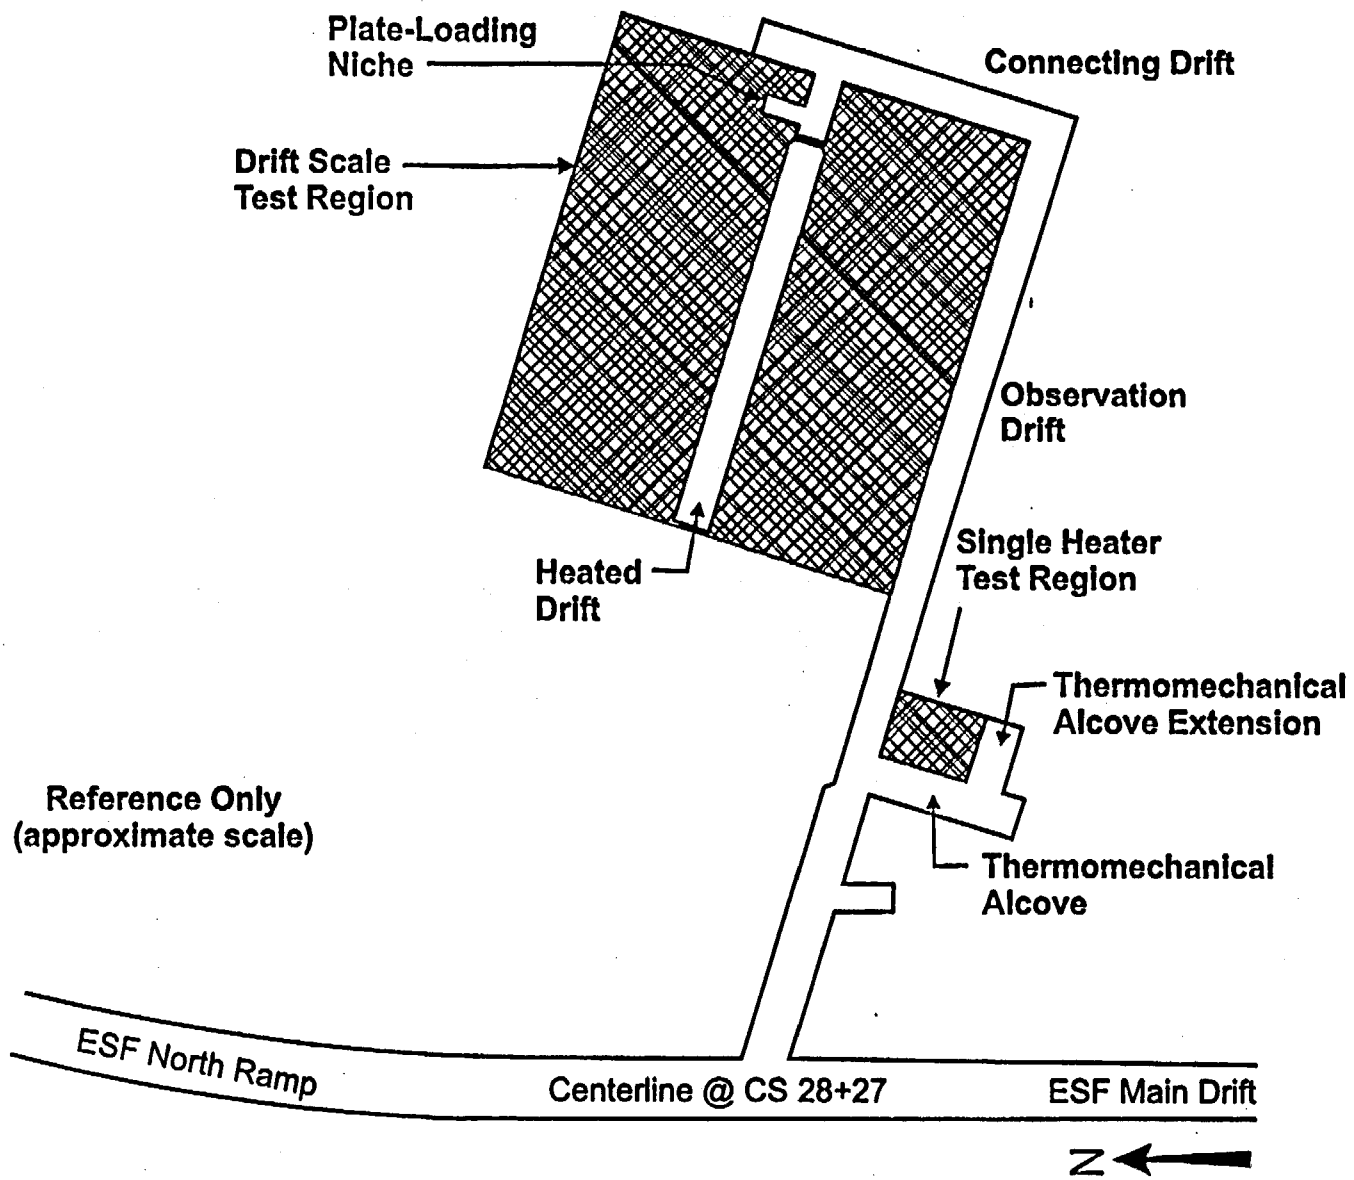 Plate-Loading
Niche
Connecting Drift
Drift Scale
Test Region
Observation
Drift
Single Heater
Test Region
Heated
Drift
Thermomechanical
Alcove Extension
Reference Only
(approximate scale)
Thermomechanical
Alcove
ESF North Ramp
Centerline @ CS 28+27
ESF Main Drift
N